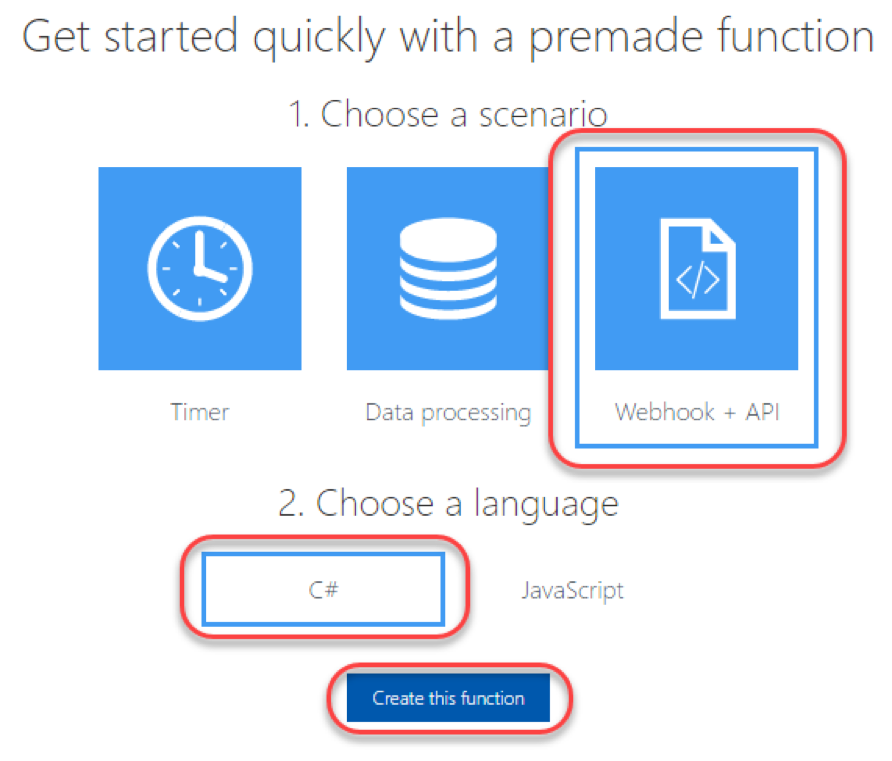 Get started quickly with a premade function
1. Choose a scenario
</>
Timer
Data processing
Webhook + API
2. Choose a language
C#
JavaScript
Create this function